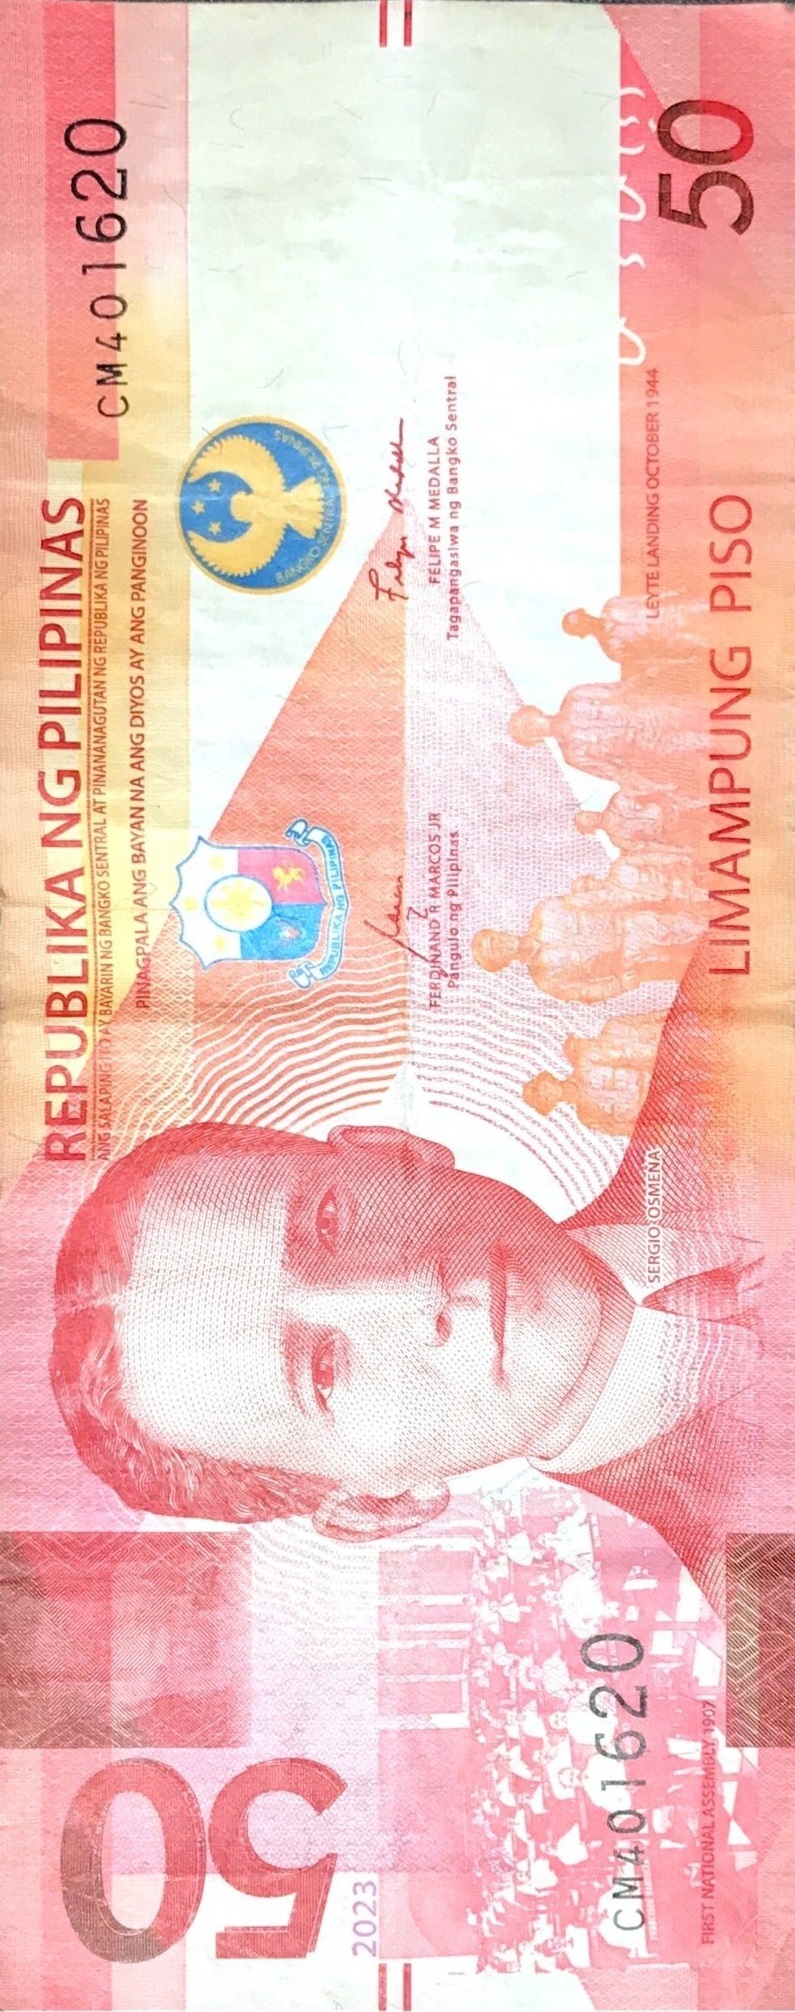 REPUBLIKA NG PILIPINAS
ANG SALAPING ITO AY BAYARIN NG BANGKO SENTRAL AT PINANANAGUTAN NG REPUBLIKA NG PILIPINAS
PINAGPALA ANG BAYAN NA ANG DIYOS AY ANG PANGINOON
CM401620
50
2023
REPUBLIKA NG PILIPINAS
BANGKO SENTRAL NG PILIPINAS
FERDINAND R MARCOS JR
Pangulo ng Pilipinas
FELIPE M MEDALLA
Tagapangasiwa ng Bangko Sentral
CM401620
FIRST NATIONAL ASSEMBLY 1907
SERGIO OSMEÑA
LEYTE LANDING OCTOBER 1944
LIMAMPUNG PISO
50